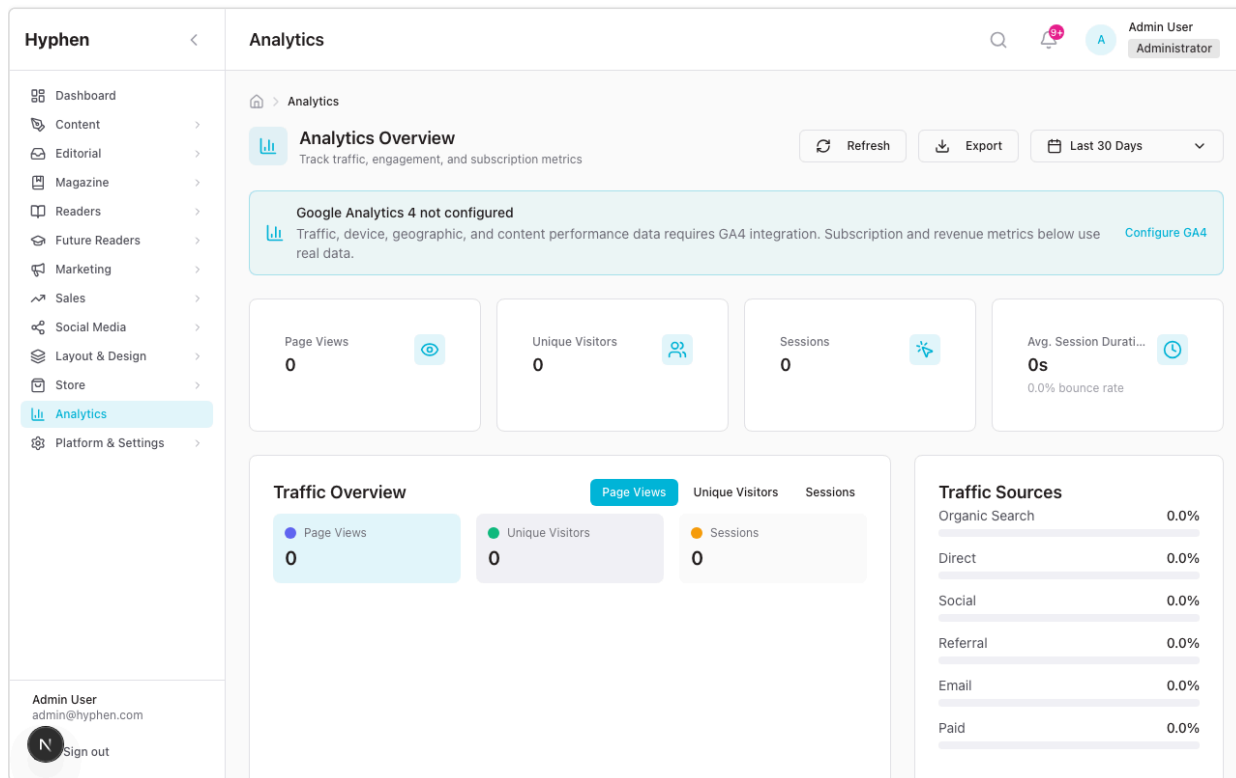 Hyphen
Analytics
9+
A
Admin User
Administrator
Dashboard
Content
Editorial
Magazine
Readers
Future Readers
Marketing
Sales
Social Media
Layout & Design
Store
Analytics
Platform & Settings
Admin User
admin@hyphen.com
N
Sign out
Analytics
Analytics Overview
Track traffic, engagement, and subscription metrics
Refresh
Export
Last 30 Days
Google Analytics 4 not configured
Traffic, device, geographic, and content performance data requires GA4 integration. Subscription and revenue metrics below use
real data.
Configure GA4
Page Views
0
Unique Visitors
0
Sessions
0
Avg. Session Durati...
0s
0.0% bounce rate
Traffic Overview
Page Views
Unique Visitors
Sessions
Page Views
0
Unique Visitors
0
Sessions
0
Traffic Sources
Organic Search 0.0%
Direct 0.0%
Social 0.0%
Referral 0.0%
Email 0.0%
Paid 0.0%